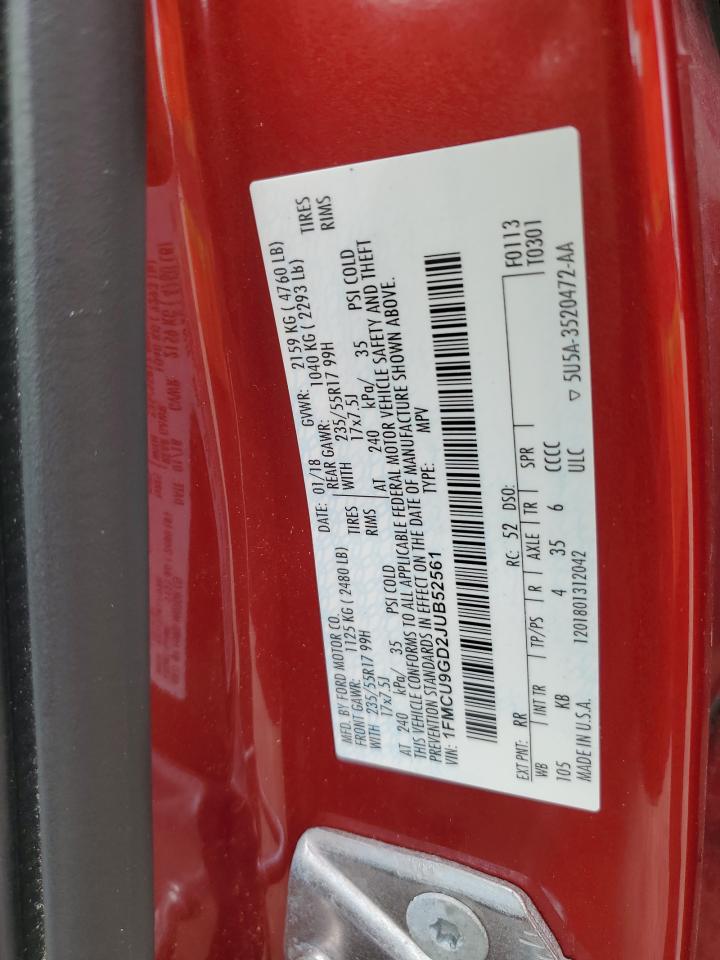 MFD. BY FORD MOTOR CO. DATE: 01/18 GVWR: 2159 KG ( 4760 LB)
FRONT GAWR: 1125 KG ( 2480 LB) REAR GAWR: 1040 KG ( 2293 LB)
WITH 235/55R17 99H TIRES WITH 235/55R17 99H TIRES
17x7.5J RIMS 17x7.5J RIMS
AT 240 kPa/ 35 PSI COLD AT 240 kPa/ 35 PSI COLD
THIS VEHICLE CONFORMS TO ALL APPLICABLE FEDERAL MOTOR VEHICLE SAFETY AND THEFT
PREVENTION STANDARDS IN EFFECT ON THE DATE OF MANUFACTURE SHOWN ABOVE.
VIN: 1FMCU9GD2JUB52561 TYPE: MPV
F0113
EXT PNT: RR RC: 52 DSO: T0301
WB INT TR TP/PS R AXLE TR SPR
105 KB 4 35 6 CCCC
MADE IN U.S.A. 1201801312042 ULC ▽ 5U5A-3520472-AA